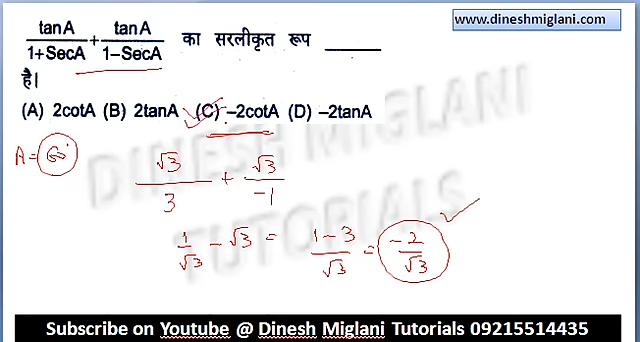 www.dineshmiglani.com
tanA/1+SecA + tanA/1−SecA का सरलीकृत रूप ______
है।
(A) 2cotA (B) 2tanA (C) −2cotA (D) −2tanA
A = 60°
√3/3 + √3/−1
1/√3 − √3 = 1−3/√3 = −2/√3
DINESH MIGLANI
TUTORIALS
Subscribe on Youtube @ Dinesh Miglani Tutorials 09215514435